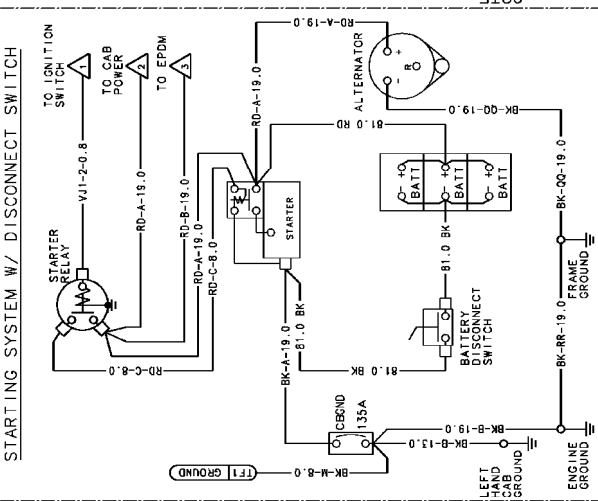 STARTING SYSTEM W/ DISCONNECT SWITCH
TO IGNITION
SWITCH
1
TO CAB
POWER
2
TO EPDM
3
VJ1-2-0.8
RD-A-19.0
RD-B-19.0
RD-A-19.0
RD-C-8.0
STARTER
RELAY
RD-C-8.0
RD-A-19.0
RD-A-19.0
81.0 RD
STARTER
ALTERNATOR
+
R
-
BK-QQ-19.0
BK-QQ-19.0
- +
BATT
- +
BATT
- +
BATT
81.0 BK
BATTERY
DISCONNECT
SWITCH
FRAME
GROUND
BK-RR-19.0
BK-A-19.0
81.0 BK
81.0 BK
CBGND
135A
BK-B-19.0
BK-B-13.0
BK-M-8.0
TF1 GROUND
LEFT
HAND
CAB
GROUND
ENGINE
GROUND